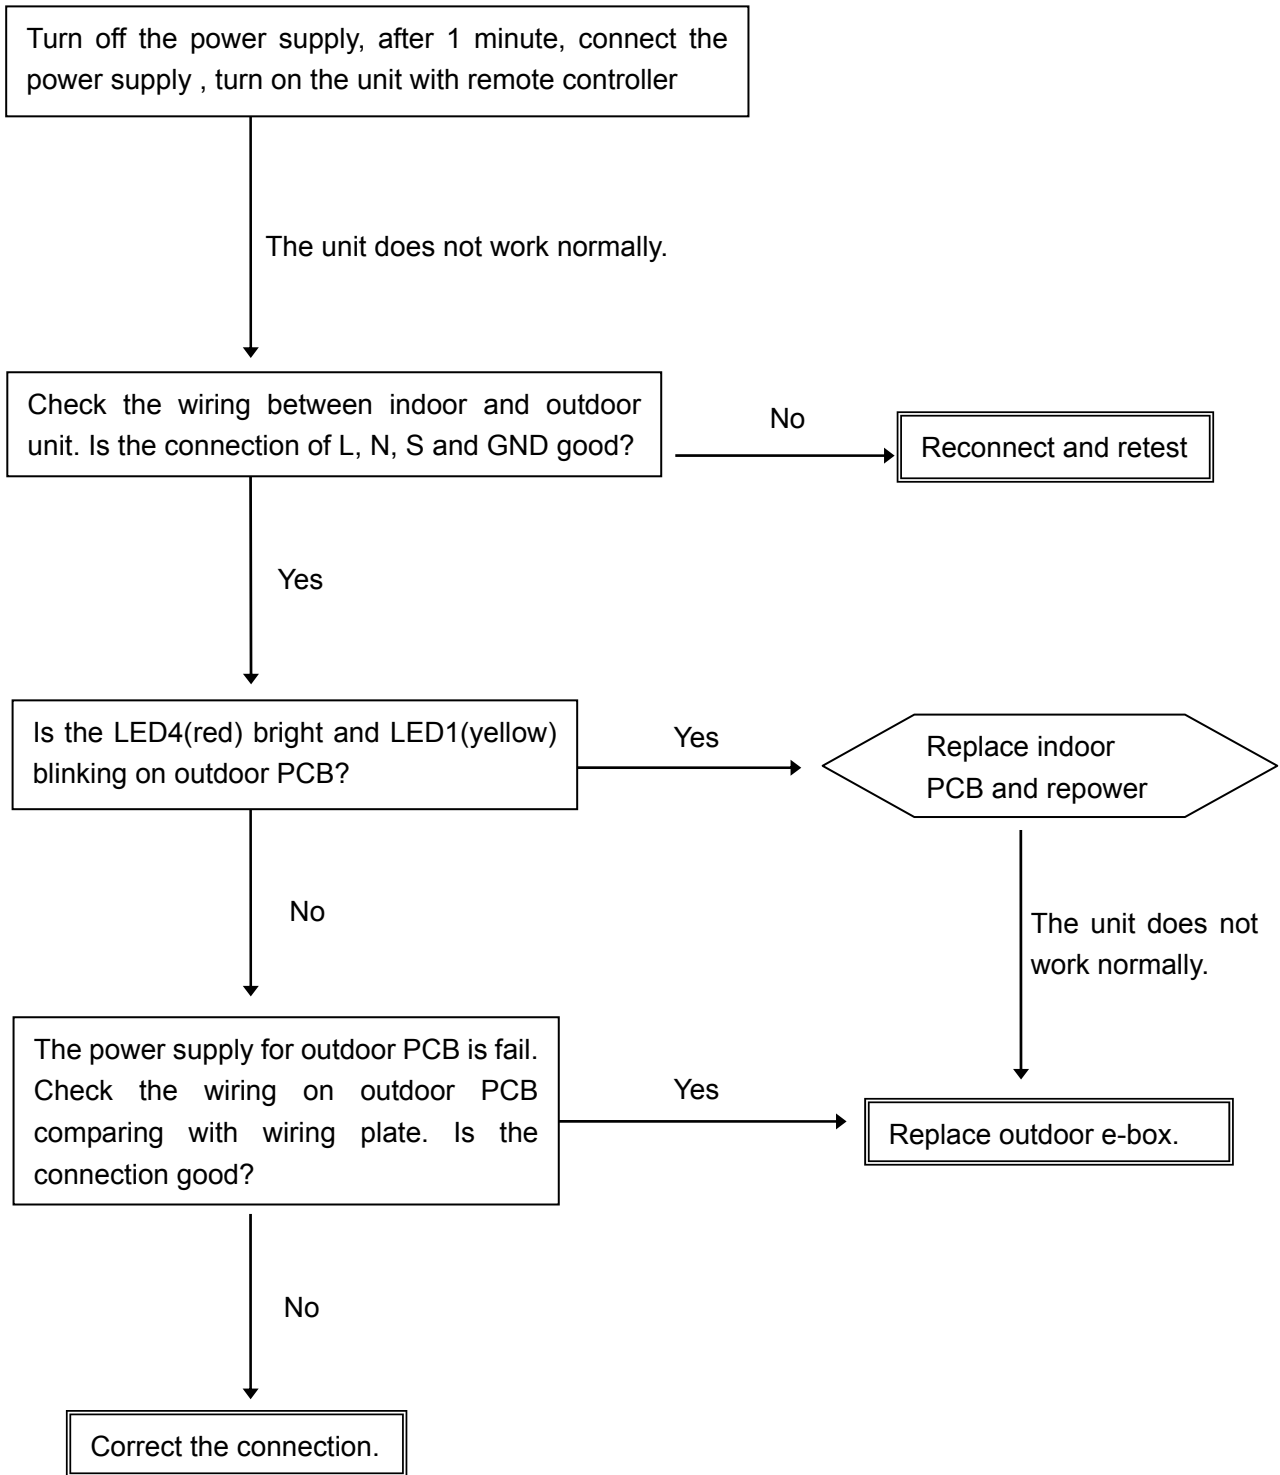 Turn off the power supply, after 1 minute, connect the
power supply , turn on the unit with remote controller
The unit does not work normally.
Check the wiring between indoor and outdoor
unit. Is the connection of L, N, S and GND good?
No
Reconnect and retest
Yes
Is the LED4(red) bright and LED1(yellow)
blinking on outdoor PCB?
Yes
Replace indoor
PCB and repower
No
The unit does not
work normally.
The power supply for outdoor PCB is fail.
Check the wiring on outdoor PCB
comparing with wiring plate. Is the
connection good?
Yes
Replace outdoor e-box.
No
Correct the connection.